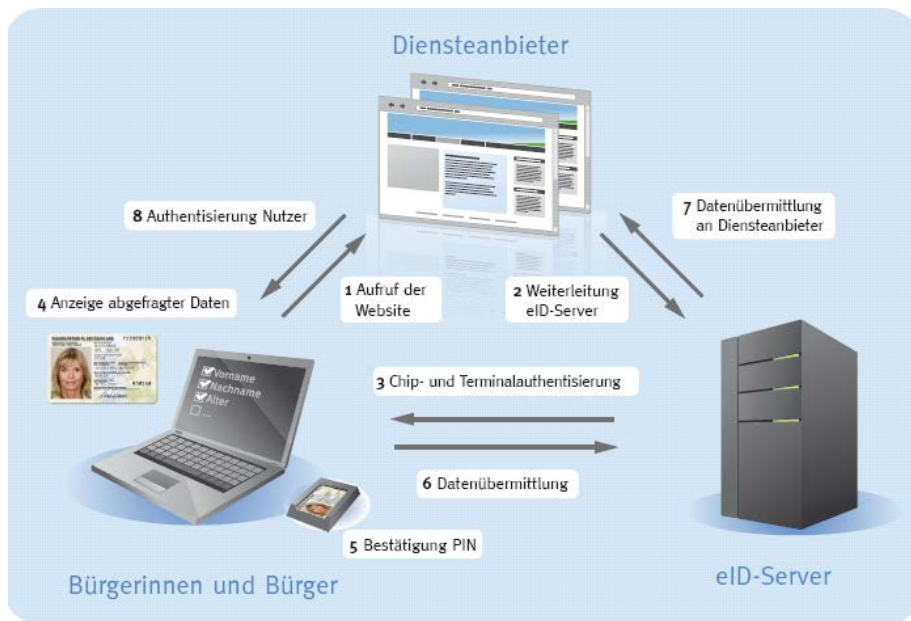 Diensteanbieter
8 Authentisierung Nutzer
7 Datenübermittlung
an Diensteanbieter
1 Aufruf der
Website
2 Weiterleitung
eID-Server
4 Anzeige abgefragter Daten
Vorname
Nachname
Alter
...
3 Chip- und Terminalauthentisierung
6 Datenübermittlung
5 Bestätigung PIN
Bürgerinnen und Bürger
eID-Server